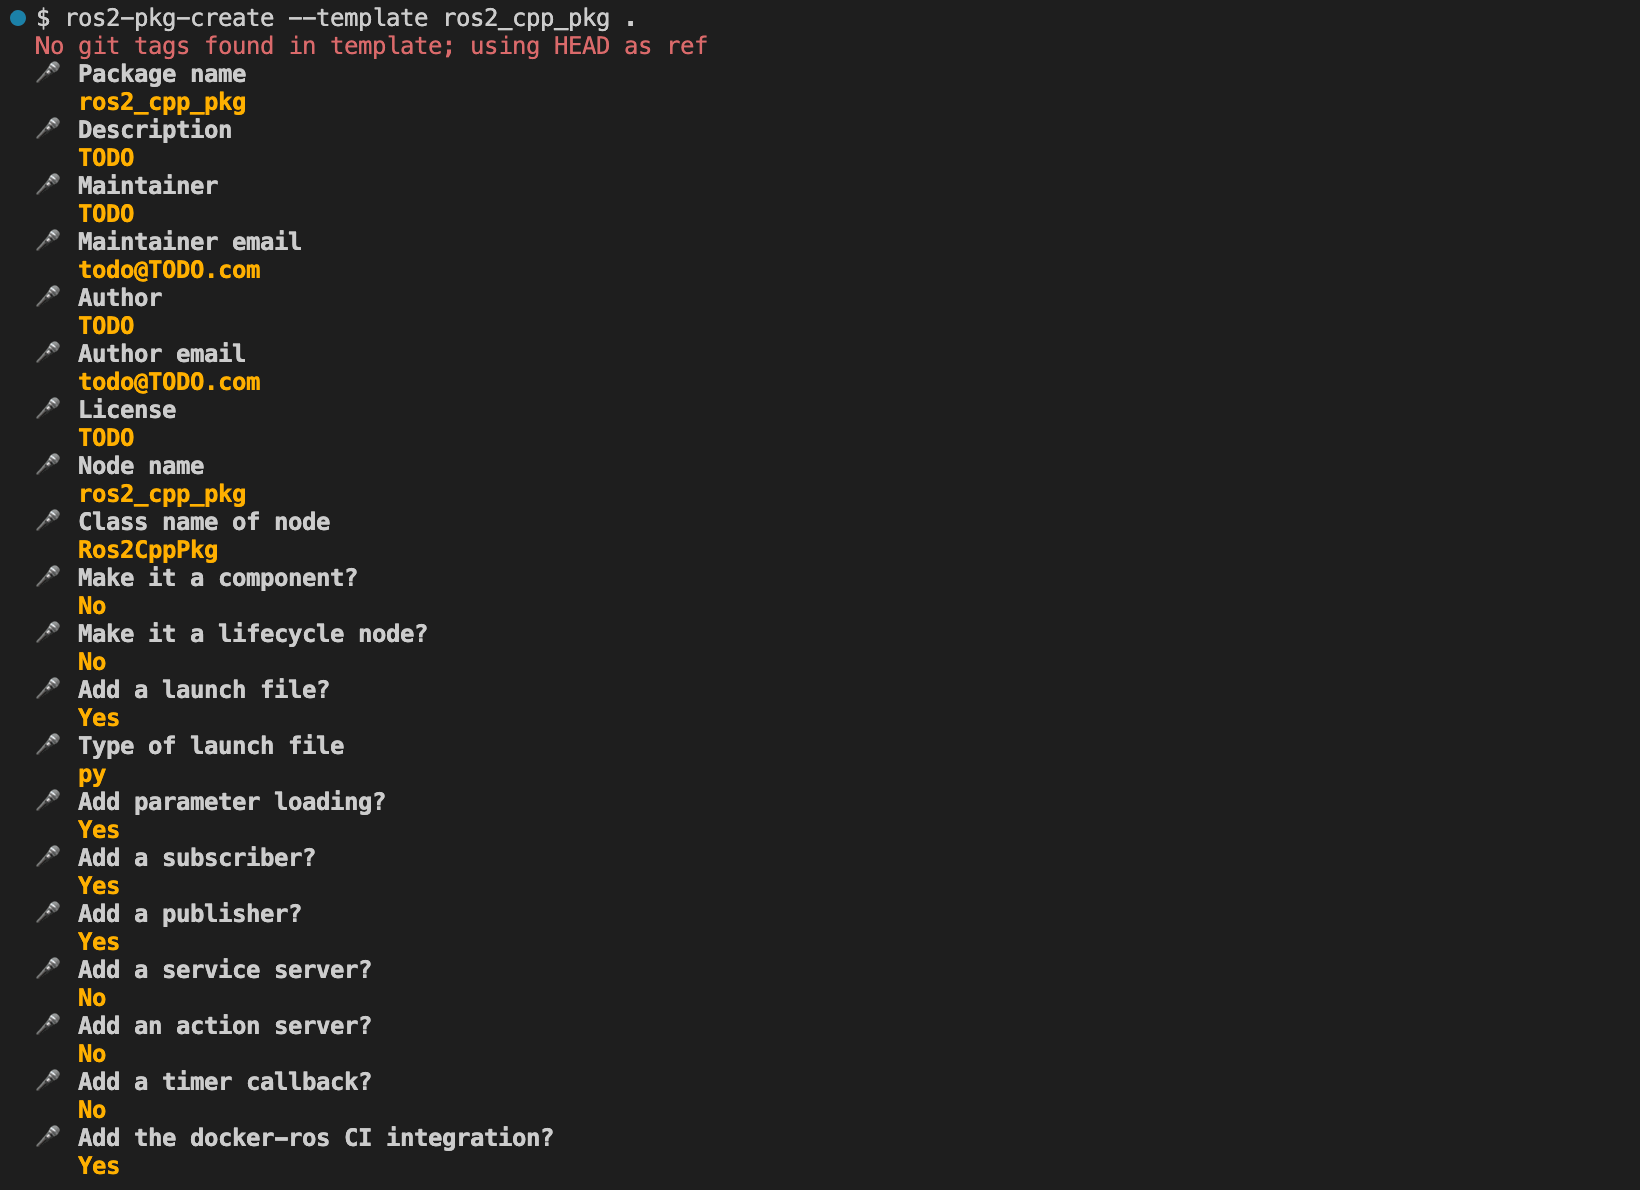 $ ros2-pkg-create --template ros2_cpp_pkg .
No git tags found in template; using HEAD as ref
Package name
ros2_cpp_pkg
Description
TODO
Maintainer
TODO
Maintainer email
todo@TODO.com
Author
TODO
Author email
todo@TODO.com
License
TODO
Node name
ros2_cpp_pkg
Class name of node
Ros2CppPkg
Make it a component?
No
Make it a lifecycle node?
No
Add a launch file?
Yes
Type of launch file
py
Add parameter loading?
Yes
Add a subscriber?
Yes
Add a publisher?
Yes
Add a service server?
No
Add an action server?
No
Add a timer callback?
No
Add the docker-ros CI integration?
Yes